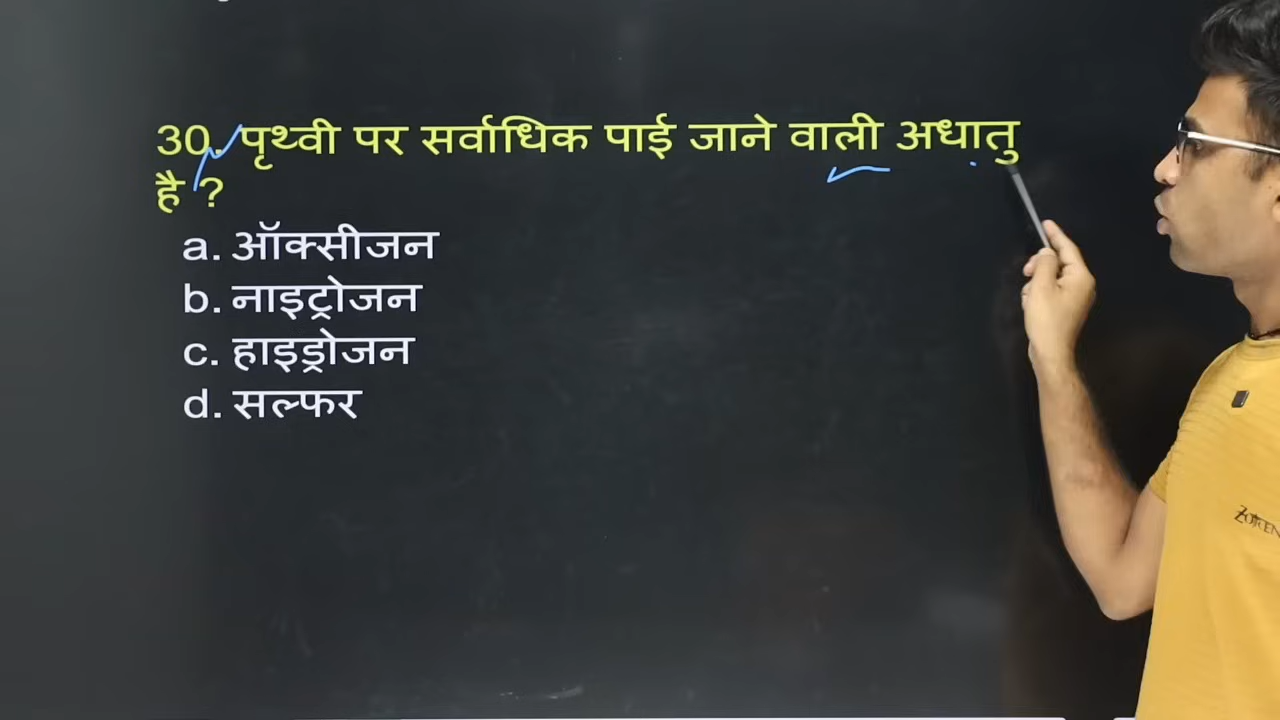 30. पृथ्वी पर सर्वाधिक पाई जाने वाली अधातु
है ?
a. ऑक्सीजन
b. नाइट्रोजन
c. हाइड्रोजन
d. सल्फर